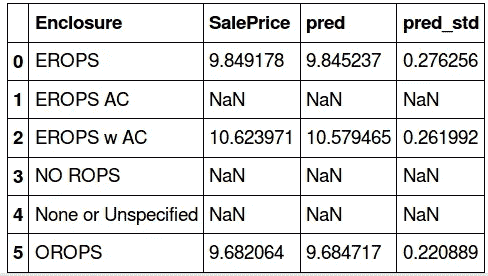 Enclosure SalePrice pred pred_std
0 EROPS 9.849178 9.845237 0.276256
1 EROPS AC NaN NaN NaN
2 EROPS w AC 10.623971 10.579465 0.261992
3 NO ROPS NaN NaN NaN
4 None or Unspecified NaN NaN NaN
5 OROPS 9.682064 9.684717 0.220889